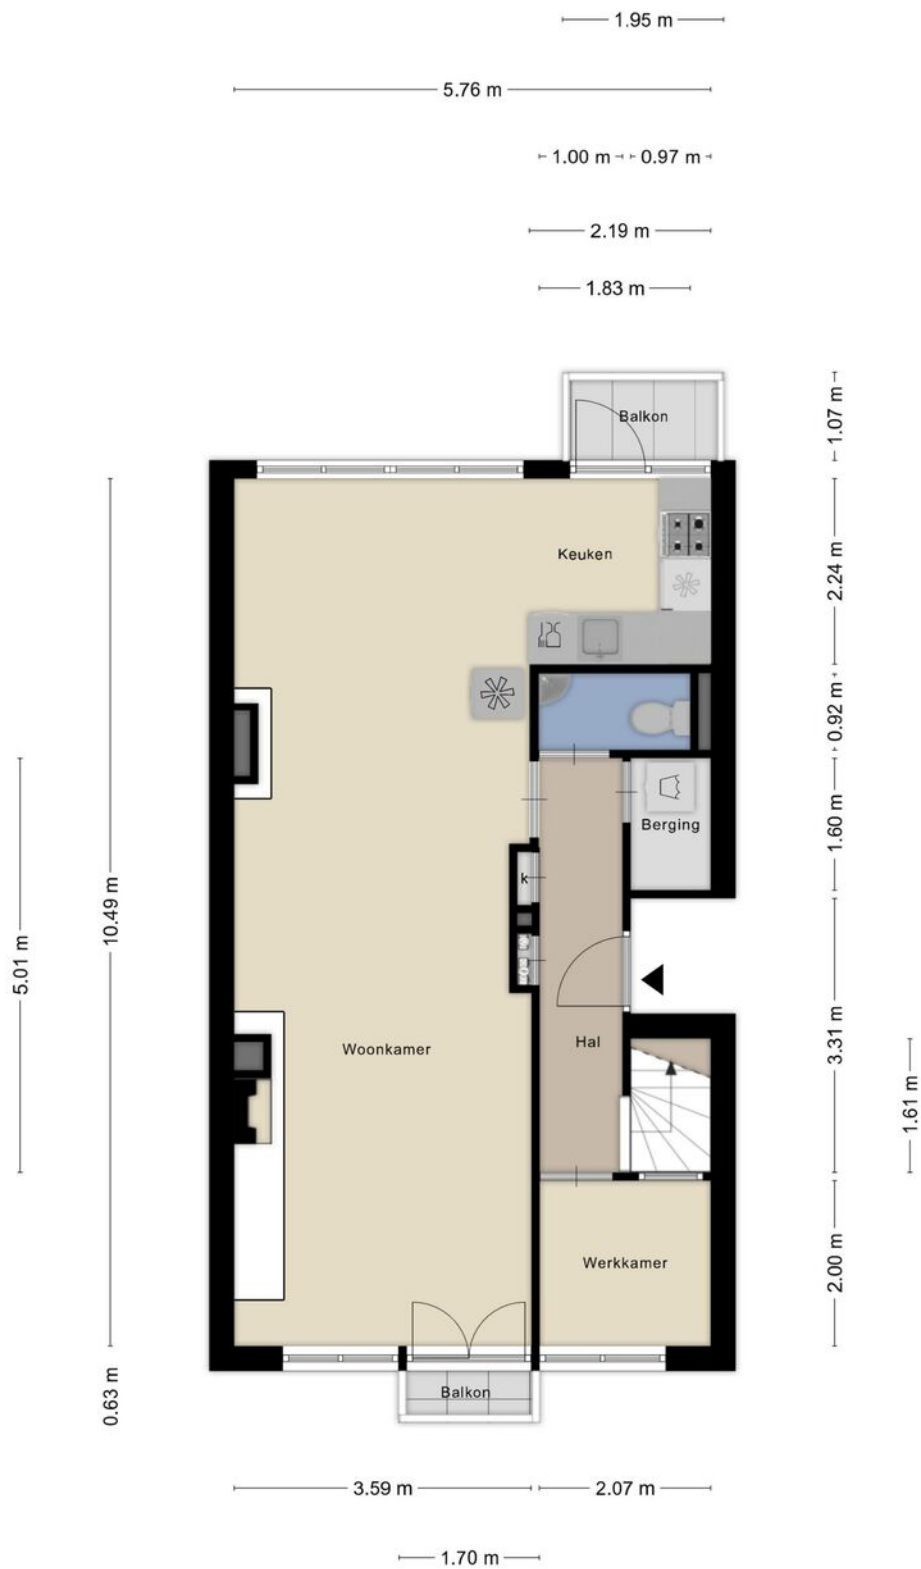 1.95 m
5.76 m
1.00 m
0.97 m
2.19 m
1.83 m
1.07 m
Balkon
2.24 m
Keuken
0.92 m
1.60 m
Berging
k
10.49 m
5.01 m
3.31 m
Hal
Woonkamer
1.61 m
2.00 m
Werkkamer
0.63 m
Balkon
3.59 m
2.07 m
1.70 m